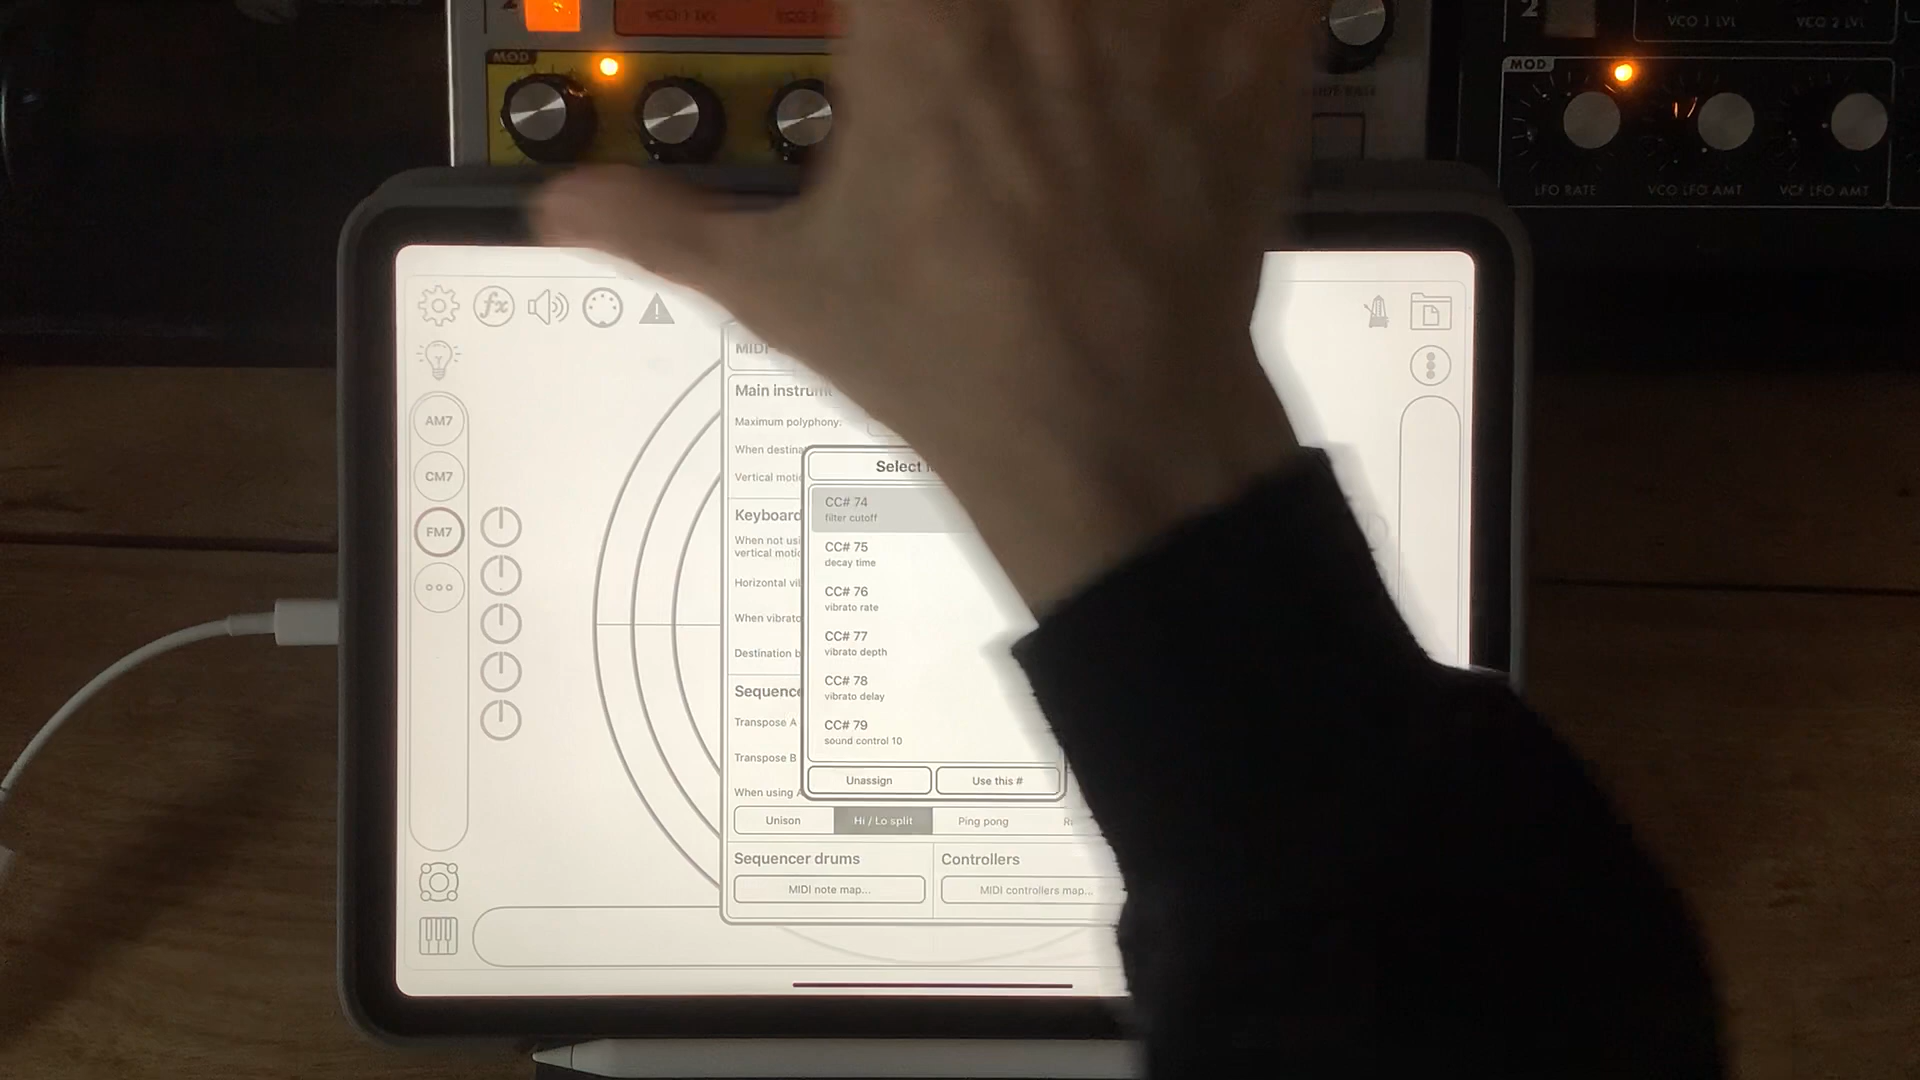 2
VCO 1 LVL
VCO 2 LVL
MOD
MOD
LFO RATE
VCO LFO AMT
VCF LFO AMT
fx
AM7
CM7
FM7
MIDI
Main instrum
Maximum polyphony:
When destina
Vertical moti
Select
CC# 74
filter cutoff
CC# 75
decay time
CC# 76
vibrato rate
CC# 77
vibrato depth
CC# 78
vibrato delay
CC# 79
sound control 10
Unassign
Use this #
Keyboard
When not usi
vertical motic
Horizontal vi
When vibrato
Destination b
Sequence
Transpose A
Transpose B
When using A
Unison
Hi / Lo split
Ping pong
Sequencer drums
Controllers
MIDI note map...
MIDI controllers map...